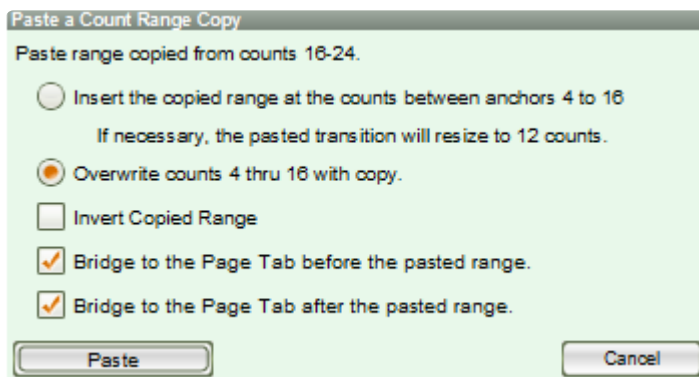 Paste a Count Range Copy
Paste range copied from counts 16-24.
Insert the copied range at the counts between anchors 4 to 16
If necessary, the pasted transition will resize to 12 counts.
Overwrite counts 4 thru 16 with copy.
Invert Copied Range
Bridge to the Page Tab before the pasted range.
Bridge to the Page Tab after the pasted range.
Paste Cancel